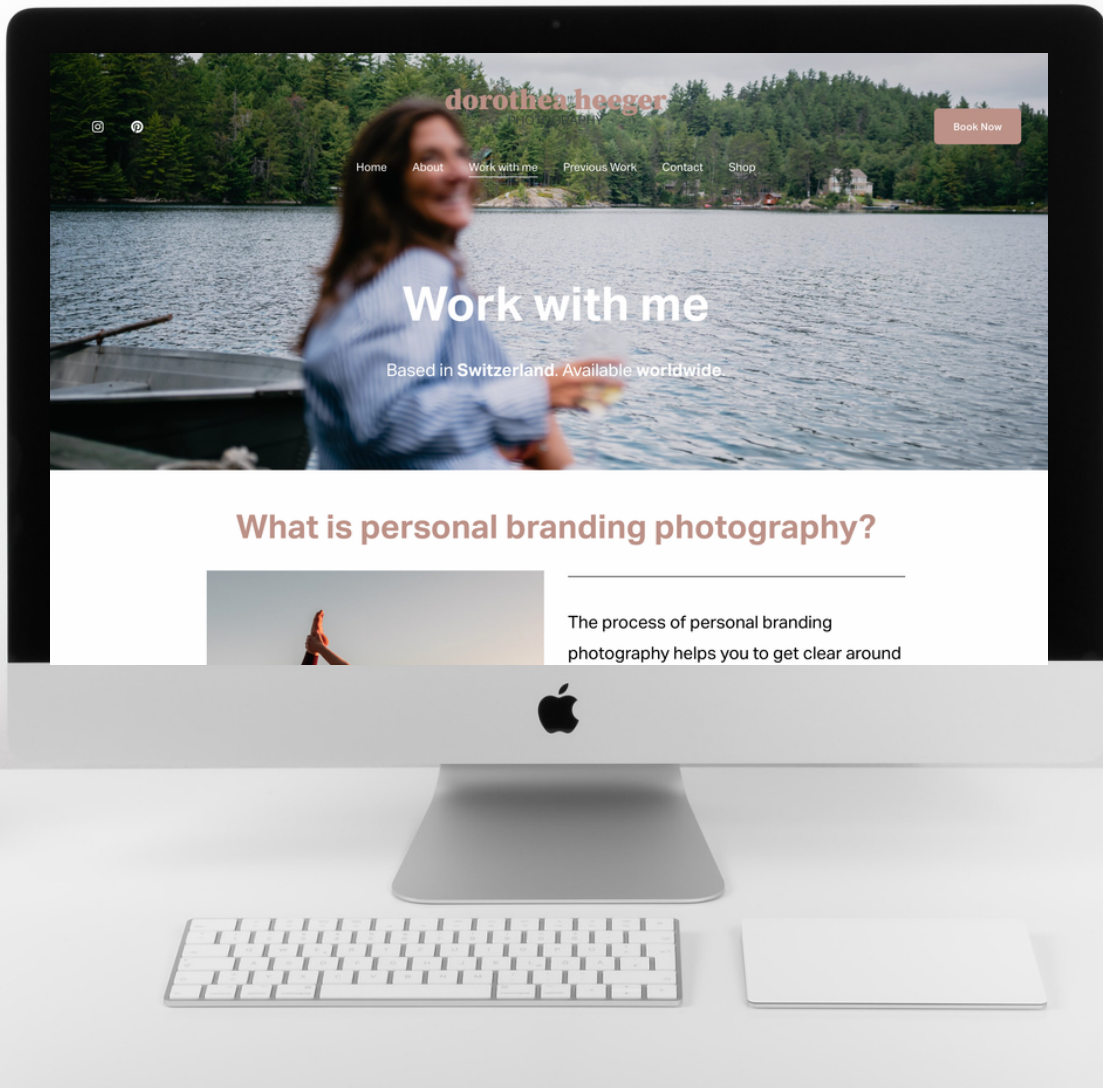 dorothea heeger
PHOTOGRAPHY
Book Now
Home About Work with me Previous Work Contact Shop
Work with me
Based in Switzerland. Available worldwide.
What is personal branding photography?
The process of personal branding
photography helps you to get clear around